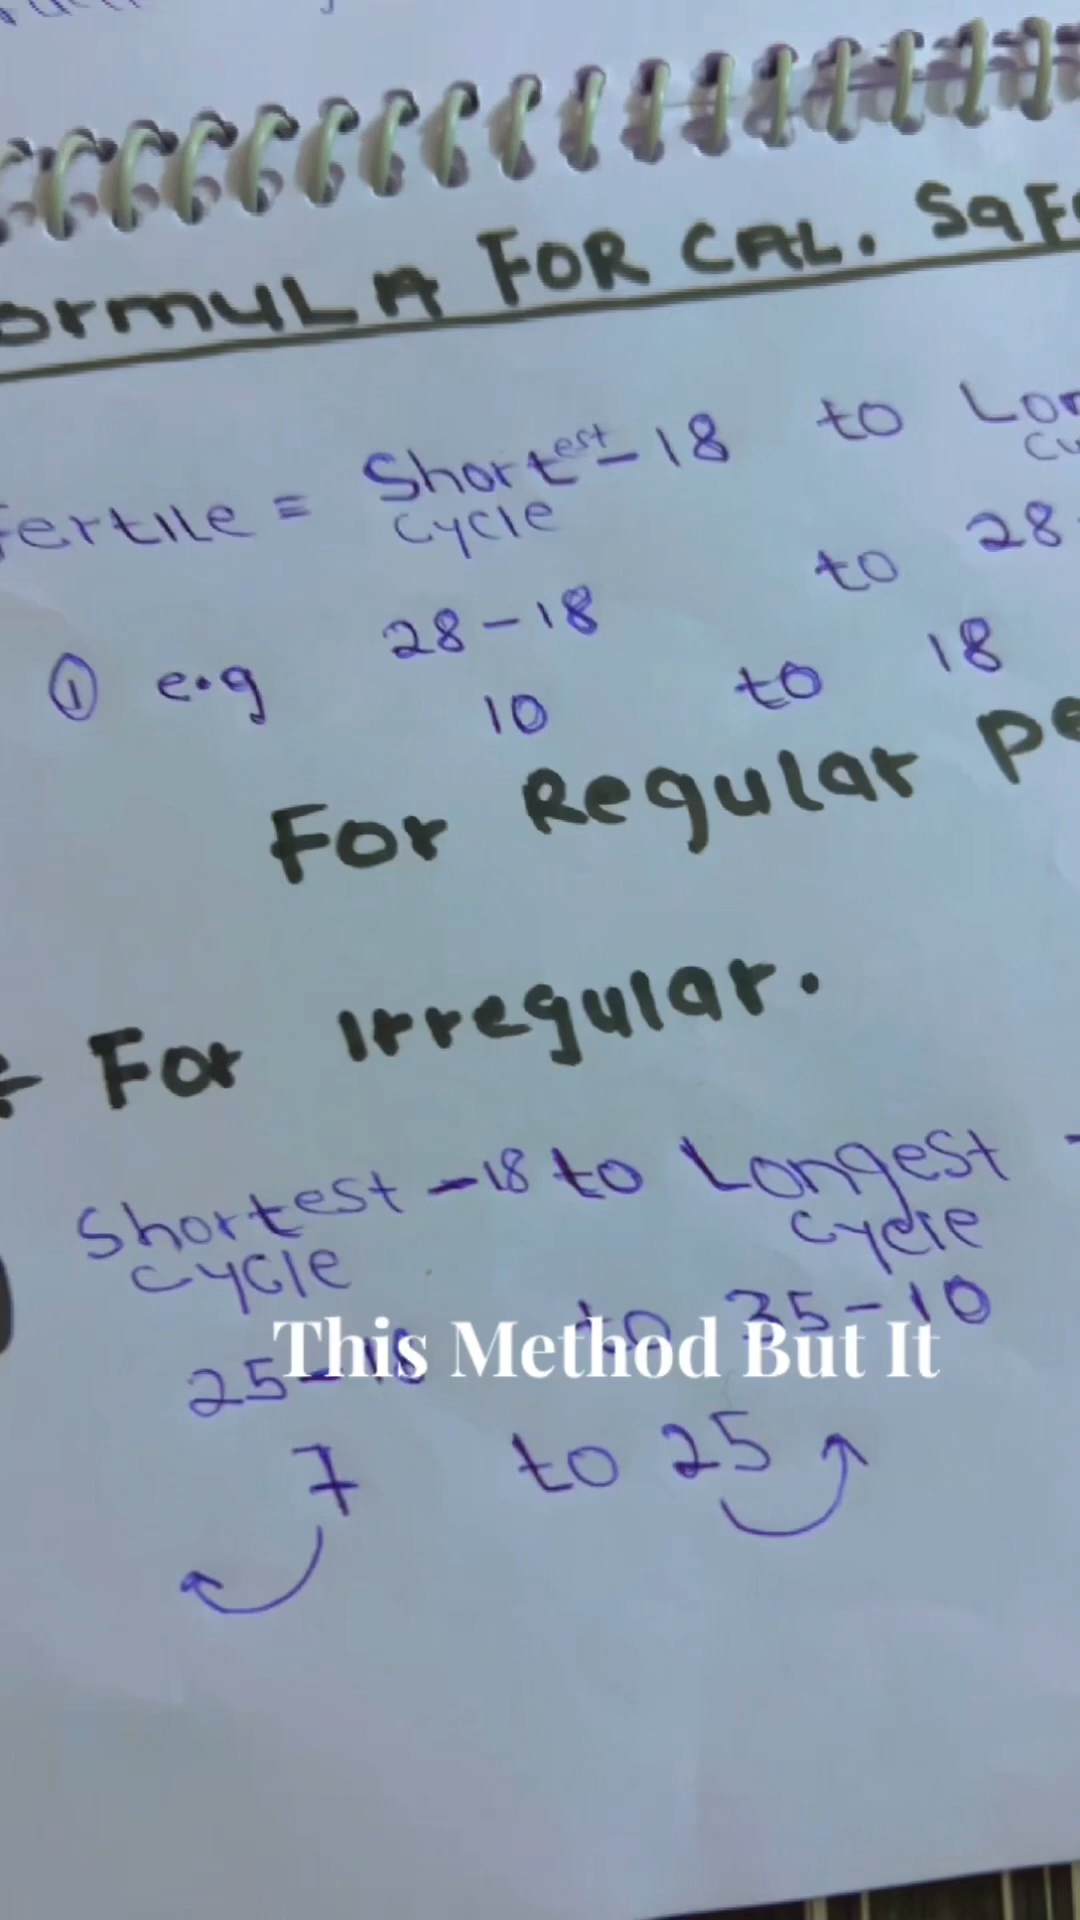 ORMULA FOR CAL. SAF
Fertile = Shortest - 18 to Lon
cycle
28 - 18 to 28
① e.g
10 to 18
For Regular Pe
For Irregular.
Shortest - 18 to Longest -
cycle cycle
25 - 18 to 35 - 10
This Method But It
7 to 25